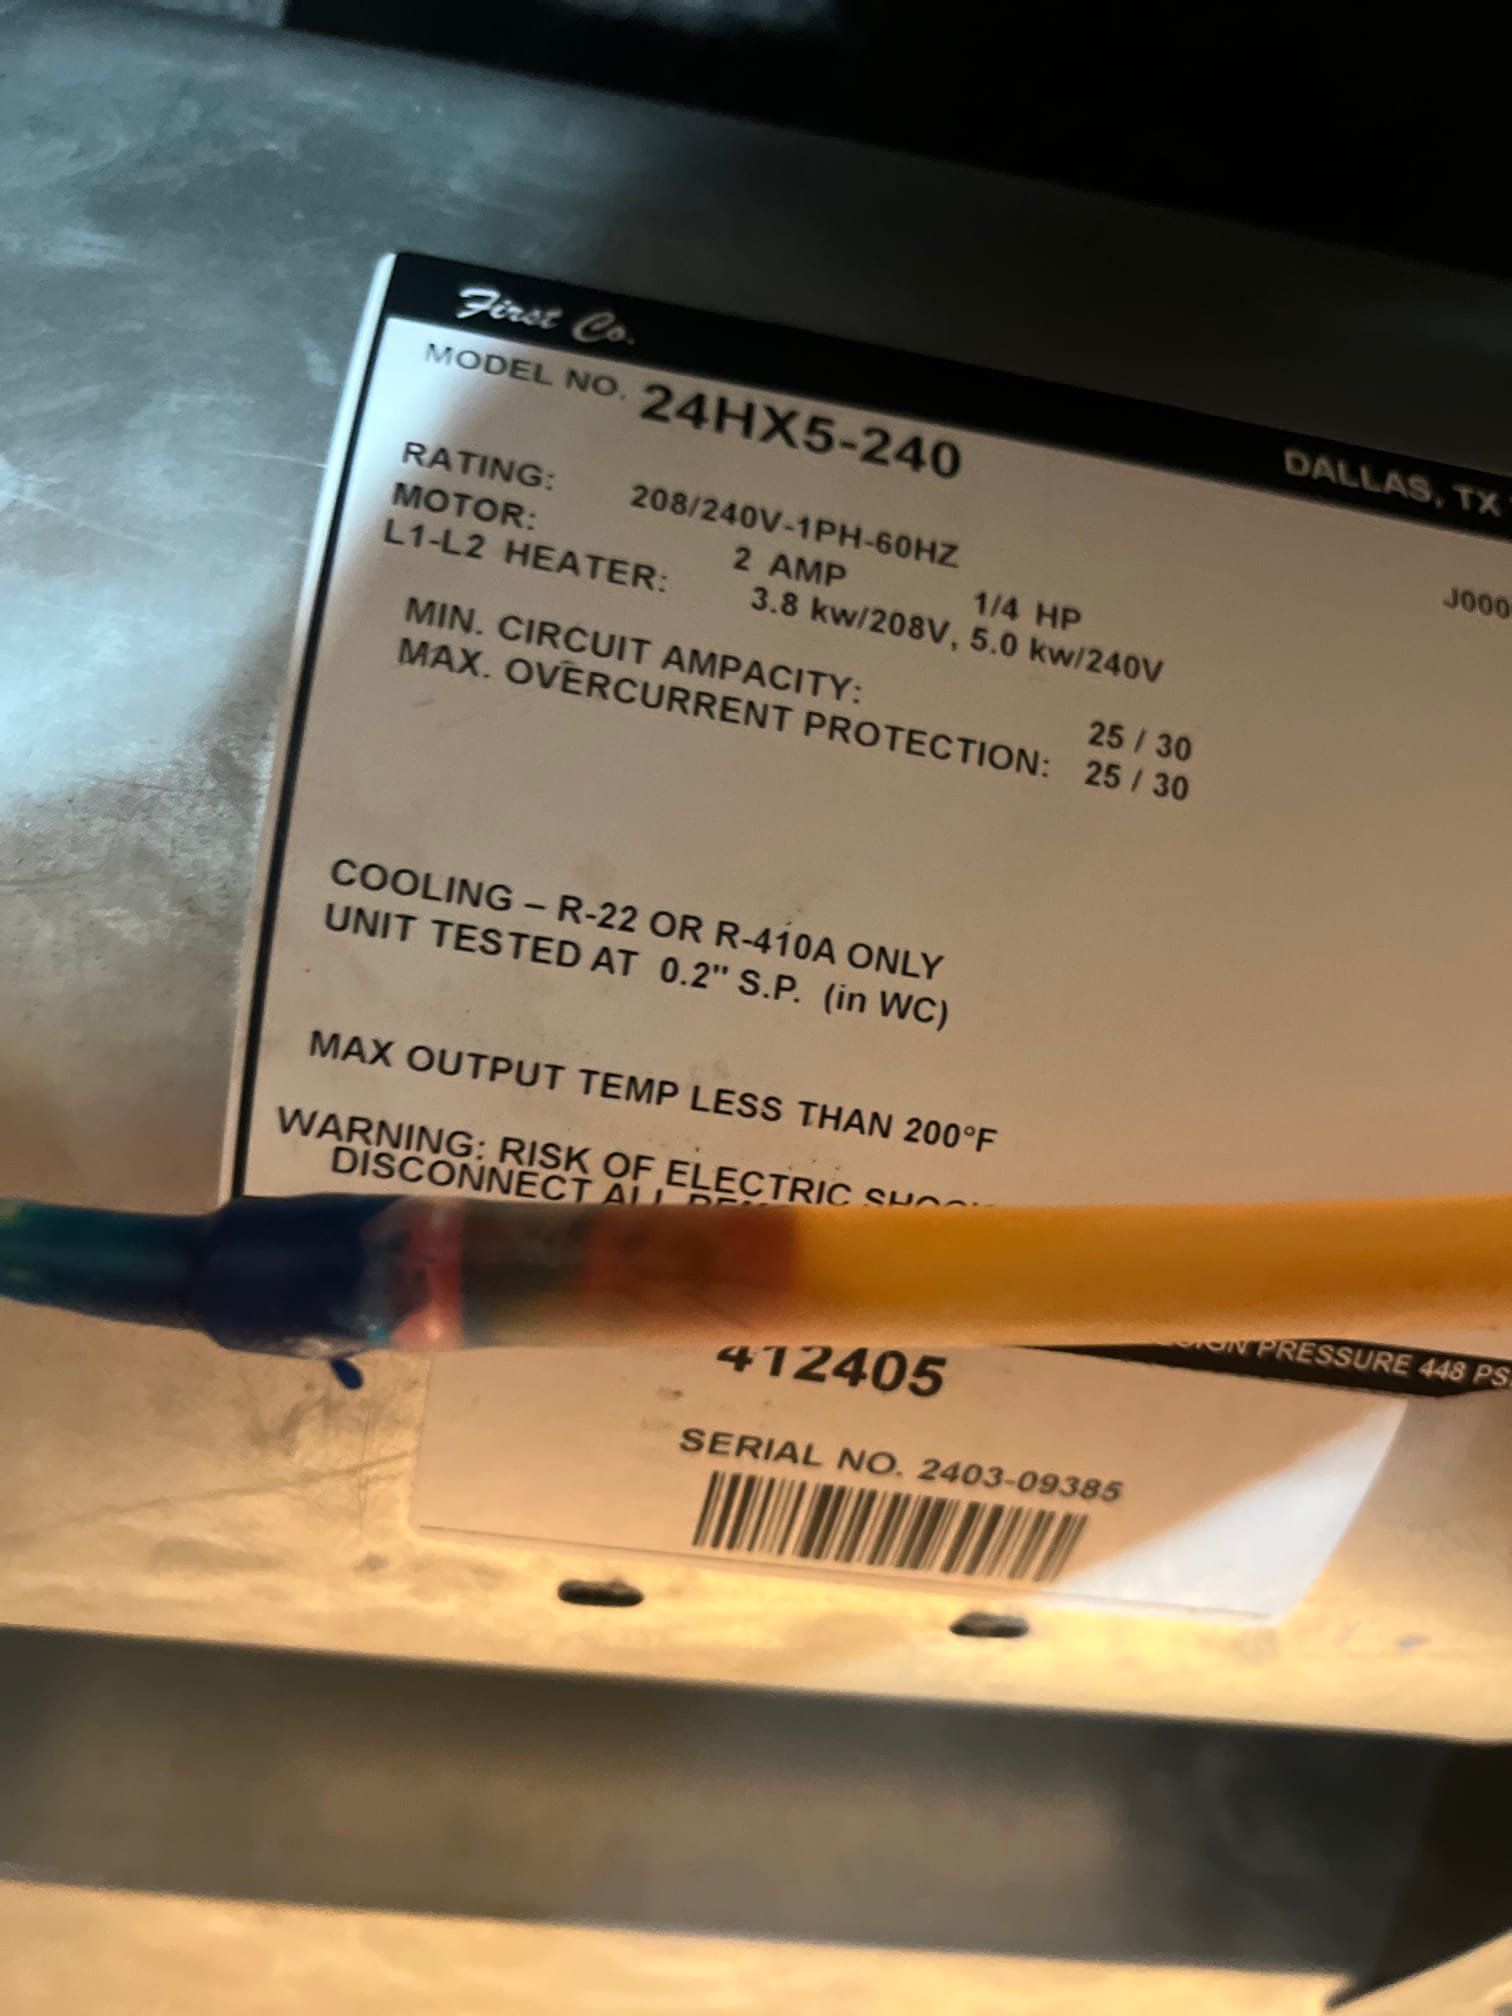 First Co.
DALLAS, TX
MODEL NO. 24HX5-240
J000
RATING: 208/240V-1PH-60HZ
MOTOR: 2 AMP 1/4 HP
L1-L2 HEATER: 3.8 kw/208V, 5.0 kw/240V
MIN. CIRCUIT AMPACITY: 25 / 30
MAX. OVERCURRENT PROTECTION: 25 / 30
COOLING – R-22 OR R-410A ONLY
UNIT TESTED AT 0.2" S.P. (in WC)
MAX OUTPUT TEMP LESS THAN 200°F
WARNING: RISK OF ELECTRIC
DISCONNECT ALL
PRESSURE 448
412405
SERIAL NO. 2403-09385